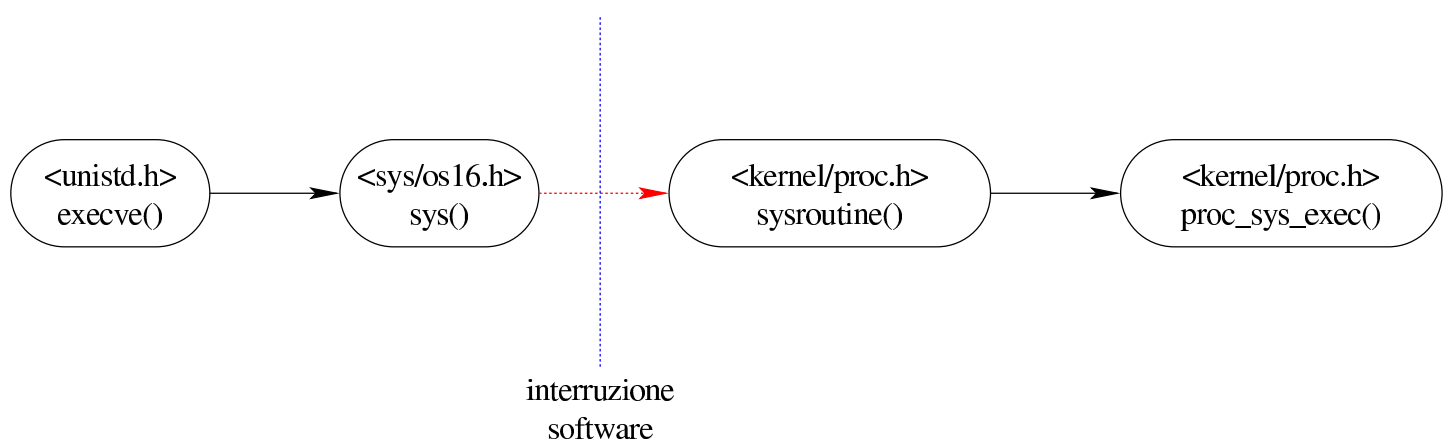 <unistd.h>
execve()
<sys/os16.h>
sys()
<kernel/proc.h>
sysroutine()
<kernel/proc.h>
proc_sys_exec()
interruzione
software